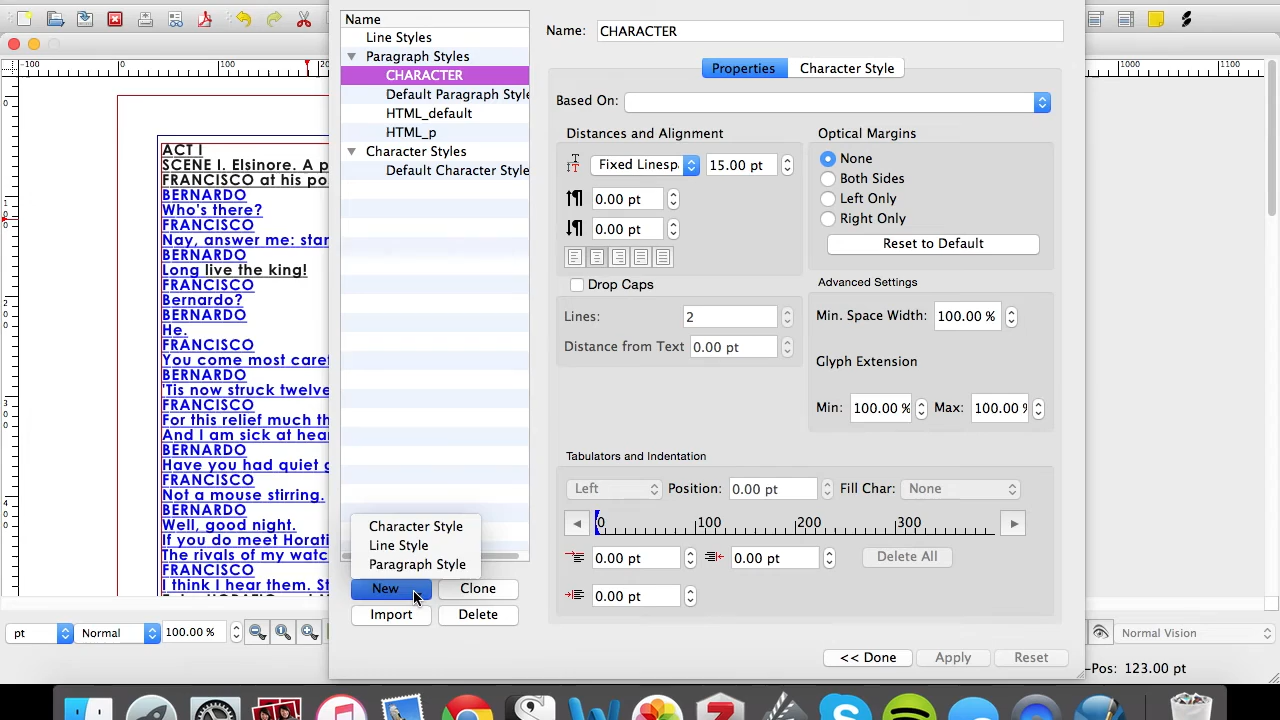 -100
0
100
1000
1100
ACT I
SCENE I. Elsinore. A p
FRANCISCO at his po
BERNARDO
Who's there?
FRANCISCO
Nay, answer me: star
BERNARDO
Long live the king!
FRANCISCO
Bernardo?
BERNARDO
He.
FRANCISCO
You come most caref
BERNARDO
'Tis now struck twelve
FRANCISCO
For this relief much th
And I am sick at hear
BERNARDO
Have you had quiet g
FRANCISCO
Not a mouse stirring.
BERNARDO
Well, good night.
If you do meet Horati
The rivals of my watc
FRANCISCO
I think I hear them. S
Name
Line Styles
Paragraph Styles
CHARACTER
Default Paragraph Style
HTML_default
HTML_p
Character Styles
Default Character Style
Character Style
Line Style
Paragraph Style
New
Clone
Import
Delete
Name:
CHARACTER
Properties
Character Style
Based On:
Distances and Alignment
Fixed Linesp
15.00 pt
0.00 pt
0.00 pt
Drop Caps
Lines:
2
Distance from Text
0.00 pt
Optical Margins
None
Both Sides
Left Only
Right Only
Reset to Default
Advanced Settings
Min. Space Width:
100.00 %
Glyph Extension
Min:
100.00 %
Max:
100.00 %
Tabulators and Indentation
Left
Position:
0.00 pt
Fill Char:
None
0
100
200
300
0.00 pt
0.00 pt
Delete All
0.00 pt
<< Done
Apply
Reset
pt
Normal
100.00 %
Normal Vision
-Pos: 123.00 pt